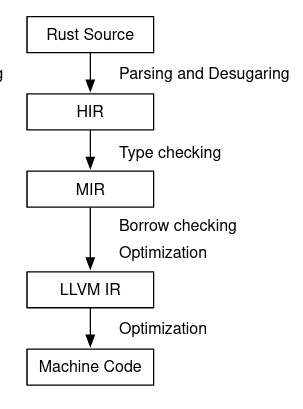 Rust Source
g
Parsing and Desugaring
HIR
Type checking
MIR
Borrow checking
Optimization
LLVM IR
Optimization
Machine Code